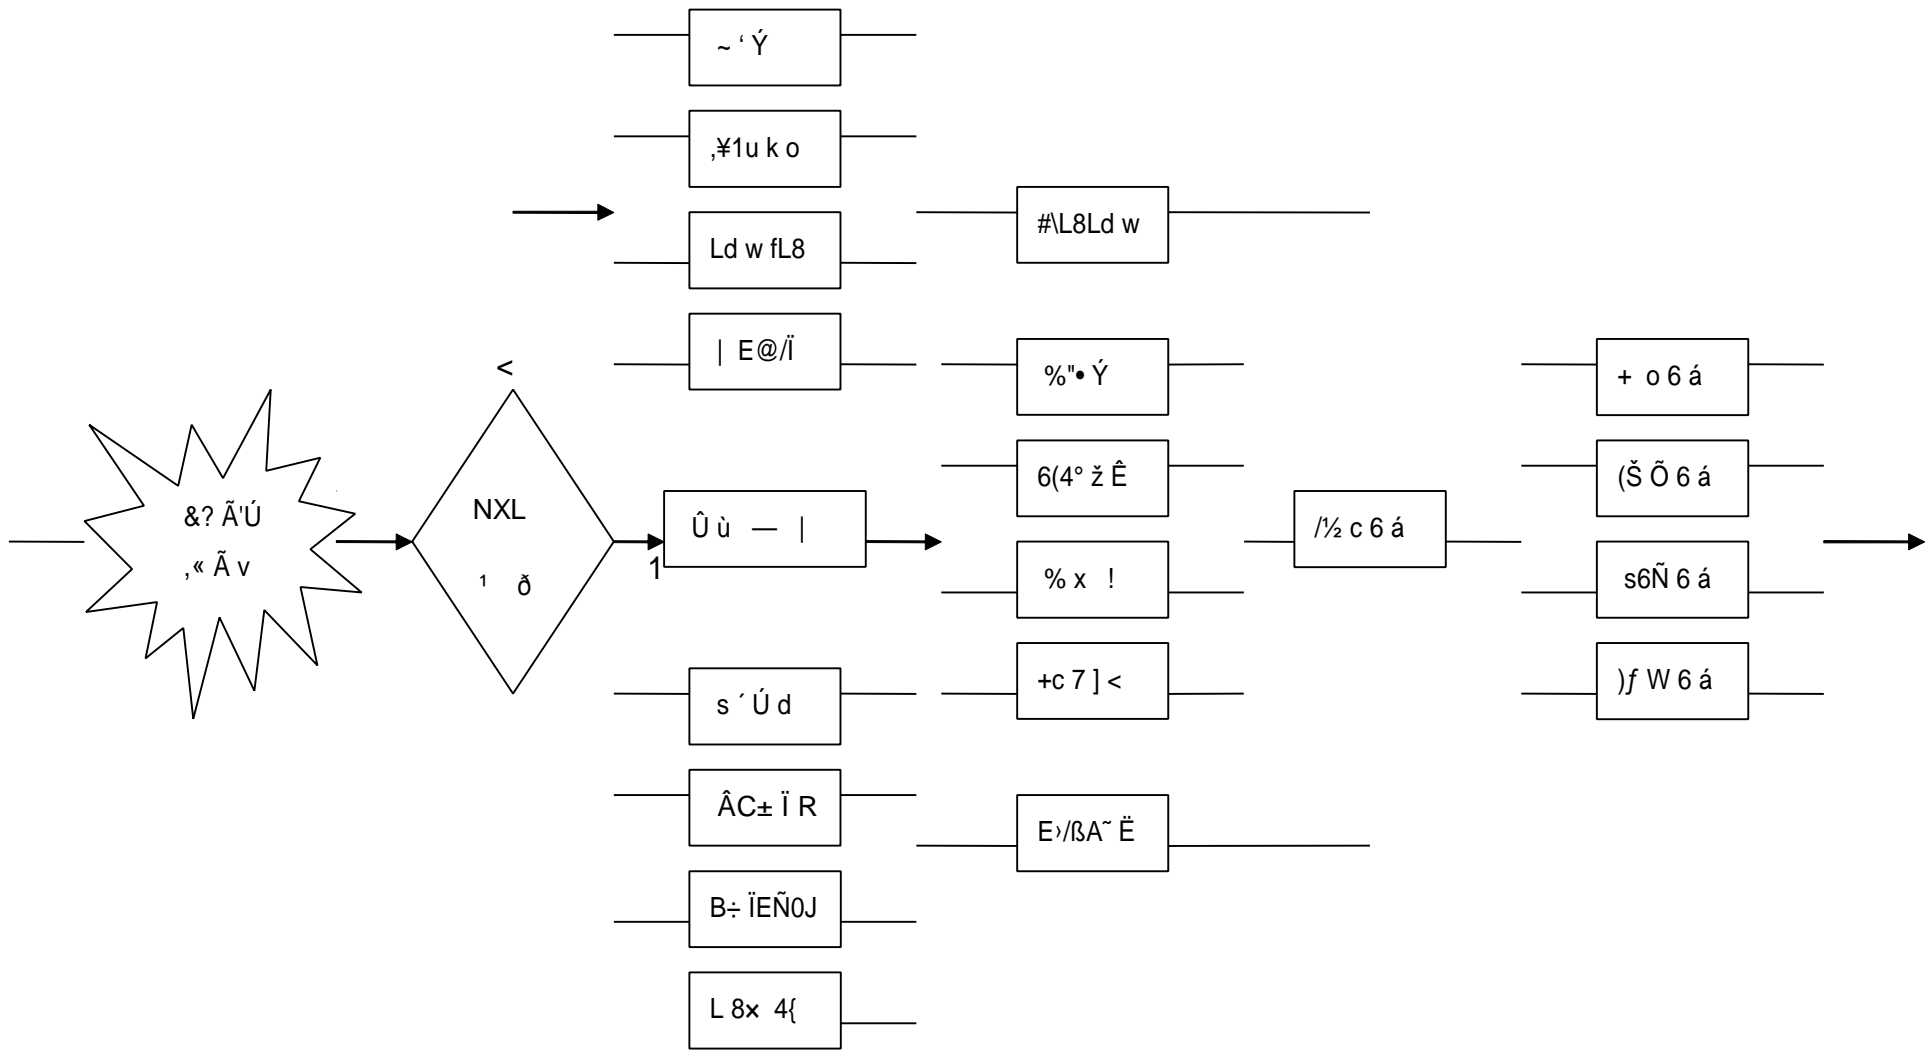 ~ ‘ Ý
,¥1u k o
Ld w fL8
| E@/Ï
#\L8Ld w
<
&? Ã'Ú
,« Ã v
NXL
¹ ð
1
Û ù — |
%"• Ý
6(4° ž Ê
% x !
+c 7 ] <
/½ c 6 á
+ o 6 á
(Š Õ 6 á
s6Ñ 6 á
)ƒ W 6 á
s ´ Ú d
ÂC± Ï R
B÷ ÏEÑ0J
L 8× 4{
E›/ßA˜ Ë